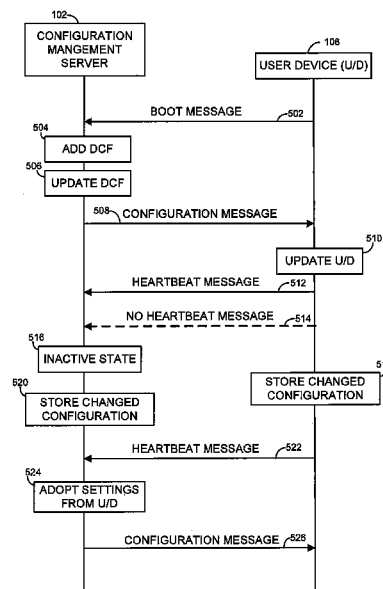 102
CONFIGURATION
MANGEMENT
SERVER
108
USER DEVICE (U/D)
BOOT MESSAGE
502
504
ADD DCF
506
UPDATE DCF
508
CONFIGURATION MESSAGE
510
UPDATE U/D
HEARTBEAT MESSAGE
512
NO HEARTBEAT MESSAGE
514
516
INACTIVE STATE
520
STORE CHANGED
CONFIGURATION
STORE CHANGED
CONFIGURATION
HEARTBEAT MESSAGE
522
524
ADOPT SETTINGS
FROM U/D
CONFIGURATION MESSAGE
526